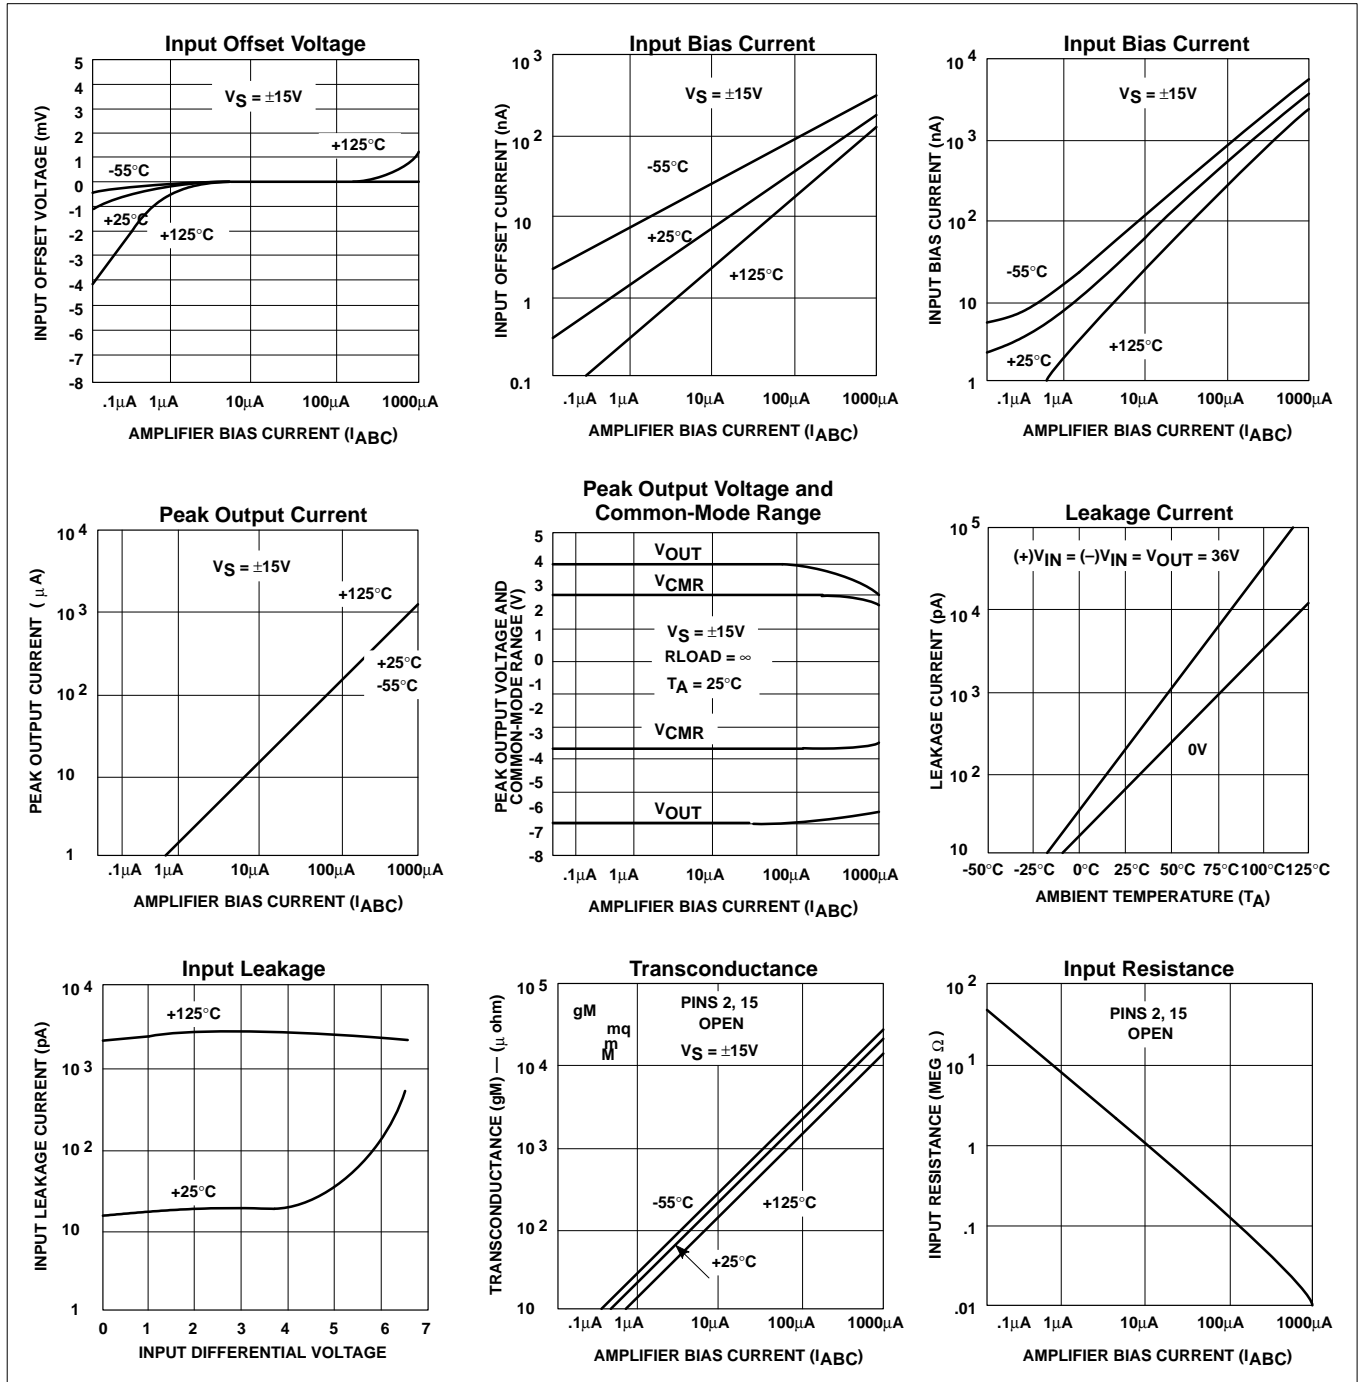 Input Offset Voltage
5
4
3
2
1
0
-1
-2
-3
-4
-5
-6
-7
-8
INPUT OFFSET VOLTAGE (mV)
VS = ±15V
+125°C
-55°C
+25°C
+125°C
.1µA 1µA 10µA 100µA 1000µA
AMPLIFIER BIAS CURRENT (IABC)
Input Bias Current
10 3
10 2
10
1
0.1
INPUT OFFSET CURRENT (nA)
VS = ±15V
-55°C
+25°C
+125°C
.1µA 1µA 10µA 100µA 1000µA
AMPLIFIER BIAS CURRENT (IABC)
Input Bias Current
10 4
10 3
10 2
10
1
INPUT BIAS CURRENT (nA)
VS = ±15V
-55°C
+25°C
+125°C
.1µA 1µA 10µA 100µA 1000µA
AMPLIFIER BIAS CURRENT (IABC)
Peak Output Current
10 4
10 3
10 2
10
1
PEAK OUTPUT CURRENT ( µA)
VS = ±15V
+125°C
+25°C
-55°C
.1µA 1µA 10µA 100µA 1000µA
AMPLIFIER BIAS CURRENT (IABC)
Peak Output Voltage and
Common-Mode Range
5
4
3
2
1
0
-1
-2
-3
-4
-5
-6
-7
-8
PEAK OUTPUT VOLTAGE AND
COMMON-MODE RANGE (V)
VOUT
VCMR
VS = ±15V
RLOAD = ∞
TA = 25°C
VCMR
VOUT
.1µA 1µA 10µA 100µA 1000µA
AMPLIFIER BIAS CURRENT (IABC)
Leakage Current
10 5
10 4
10 3
10 2
10
LEAKAGE CURRENT (pA)
(+)VIN = (–)VIN = VOUT = 36V
0V
-50°C -25°C 0°C 25°C 50°C 75°C 100°C 125°C
AMBIENT TEMPERATURE (TA)
Input Leakage
10 4
10 3
10 2
10
1
INPUT LEAKAGE CURRENT (pA)
+125°C
+25°C
0 1 2 3 4 5 6 7
INPUT DIFFERENTIAL VOLTAGE
Transconductance
10 5
10 4
10 3
10 2
10
TRANSCONDUCTANCE (gM) — (µ ohm)
gM
mq
m
M
PINS 2, 15
OPEN
VS = ±15V
-55°C
+125°C
+25°C
.1µA 1µA 10µA 100µA 1000µA
AMPLIFIER BIAS CURRENT (IABC)
Input Resistance
10 2
10 1
1
.1
.01
INPUT RESISTANCE (MEG Ω)
PINS 2, 15
OPEN
.1µA 1µA 10µA 100µA 1000µA
AMPLIFIER BIAS CURRENT (IABC)